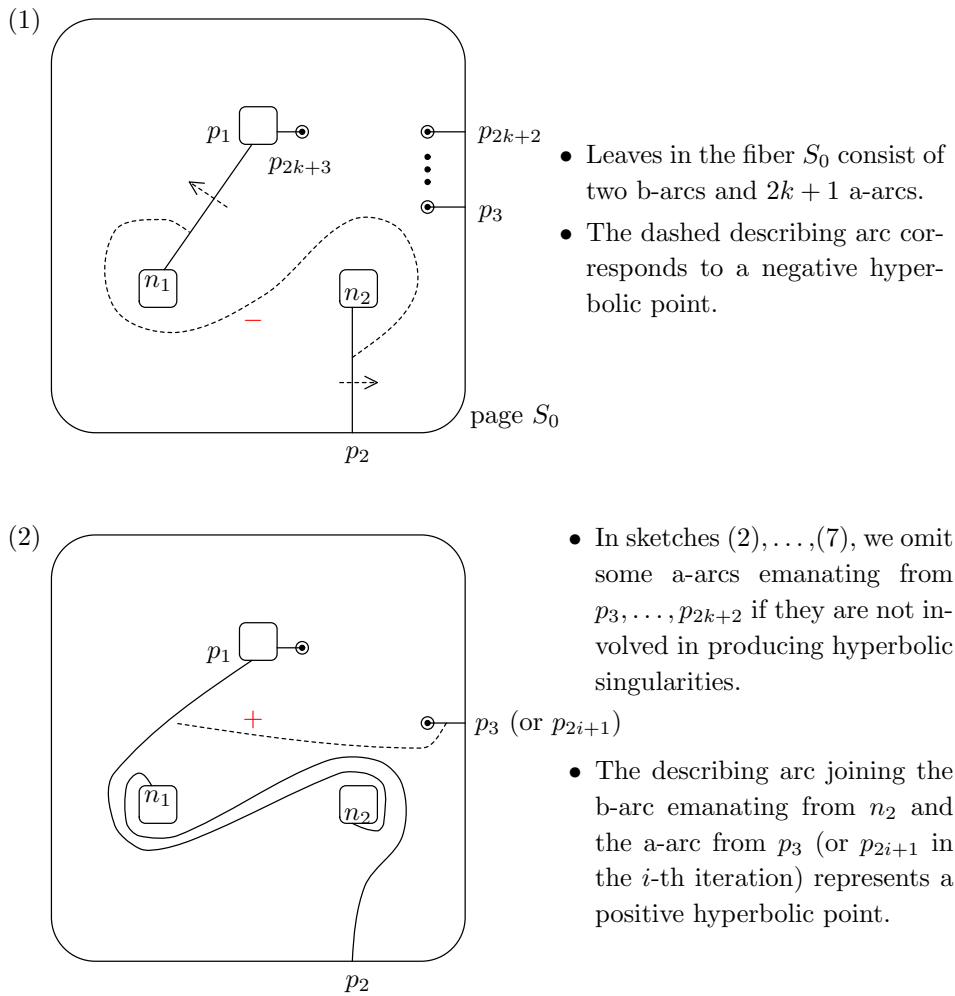 (1)
p₁
p₂ₖ₊₃
p₂ₖ₊₂
p₃
n₁
n₂
−
page S₀
p₂
• Leaves in the fiber S₀ consist of
two b-arcs and 2k + 1 a-arcs.
• The dashed describing arc cor-
responds to a negative hyper-
bolic point.
(2)
p₁
+
p₃ (or p₂ᵢ₊₁)
n₁
n₂
p₂
• In sketches (2),…,(7), we omit
some a-arcs emanating from
p₃,…,p₂ₖ₊₂ if they are not in-
volved in producing hyperbolic
singularities.
• The describing arc joining the
b-arc emanating from n₂ and
the a-arc from p₃ (or p₂ᵢ₊₁ in
the i-th iteration) represents a
positive hyperbolic point.